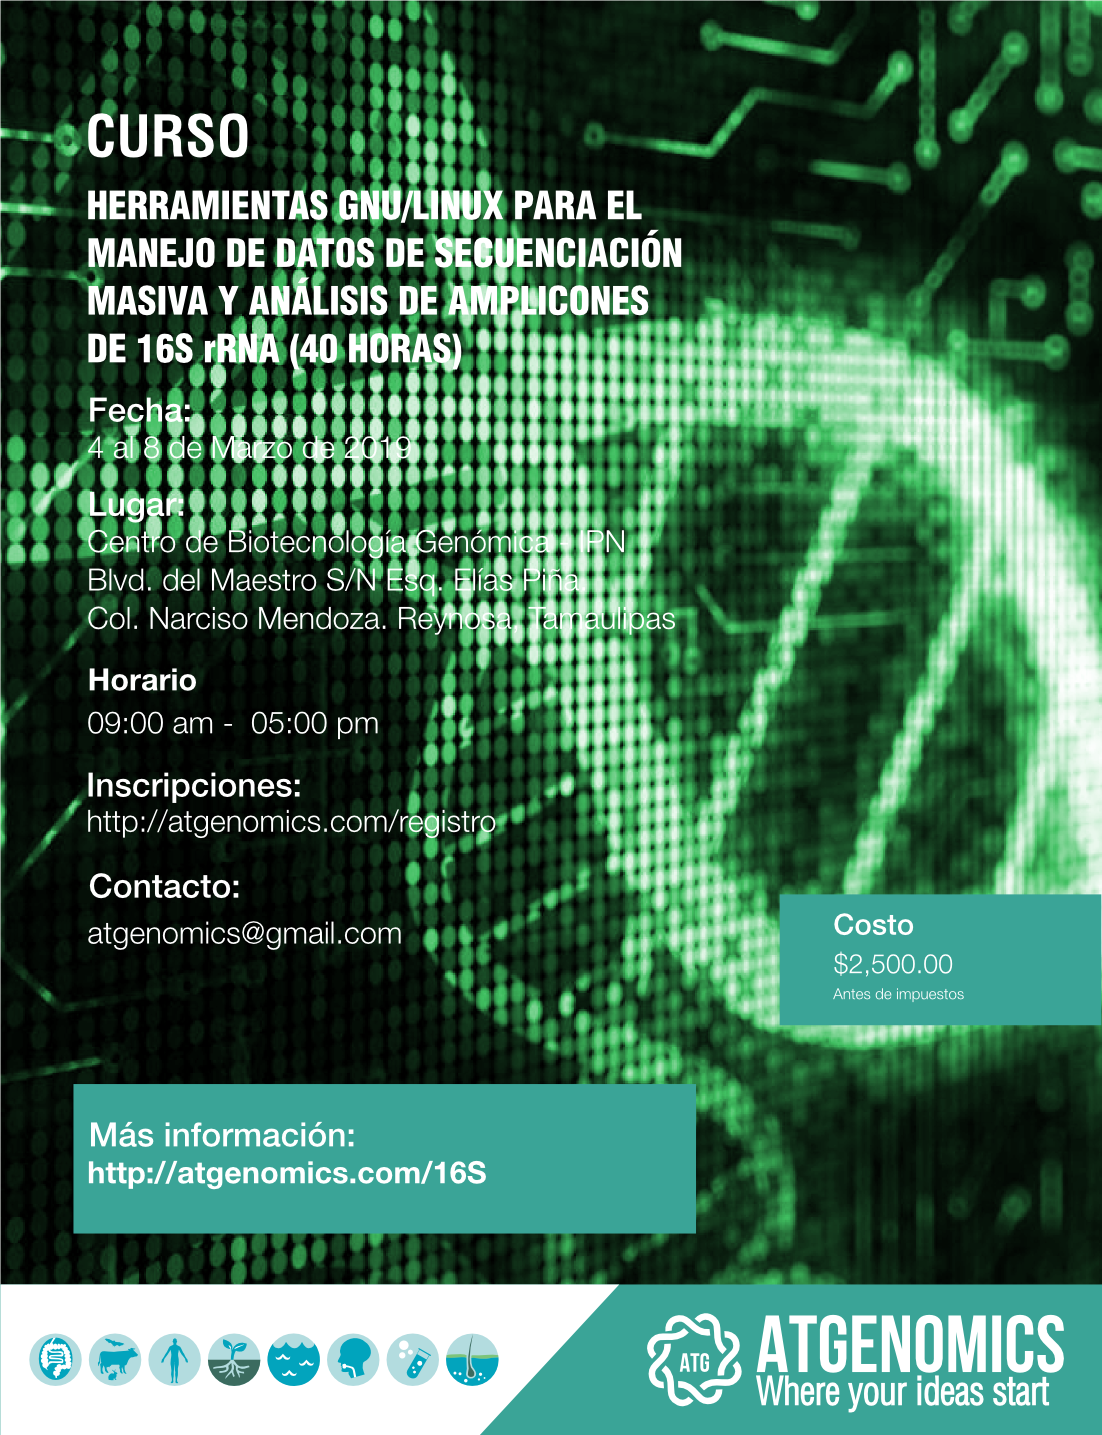 CURSO
HERRAMIENTAS GNU/LINUX PARA EL
MANEJO DE DATOS DE SECUENCIACIÓN
MASIVA Y ANÁLISIS DE AMPLICONES
DE 16S rRNA (40 HORAS)
Fecha:
4 al 8 de Marzo de 2019
Lugar:
Centro de Biotecnología Genómica - IPN
Blvd. del Maestro S/N Esq. Elías Piña.
Col. Narciso Mendoza. Reynosa, Tamaulipas
Horario
09:00 am - 05:00 pm
Inscripciones:
http://atgenomics.com/registro
Contacto:
atgenomics@gmail.com
Costo
$2,500.00
Antes de impuestos
Más información:
http://atgenomics.com/16S
ATG
ATGENOMICS
Where your ideas start